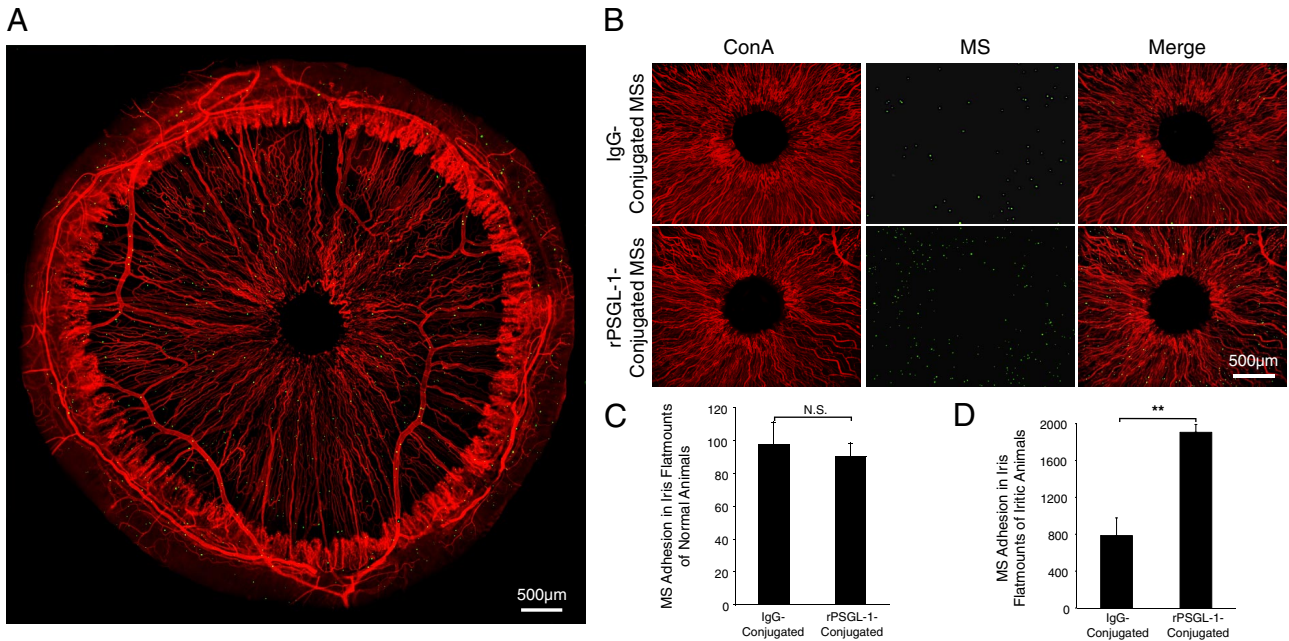 A
500µm
B
ConA
MS
Merge
IgG-
Conjugated MSs
rPSGL-1-
Conjugated MSs
500µm
C
MS Adhesion in Iris Flatmounts
of Normal Animals
120
100
80
60
40
20
0
N.S.
IgG-
Conjugated
rPSGL-1-
Conjugated
D
MS Adhesion in Iris
Flatmounts of Iritic Animals
2000
1600
1200
800
400
0
**
IgG-
Conjugated
rPSGL-1-
Conjugated